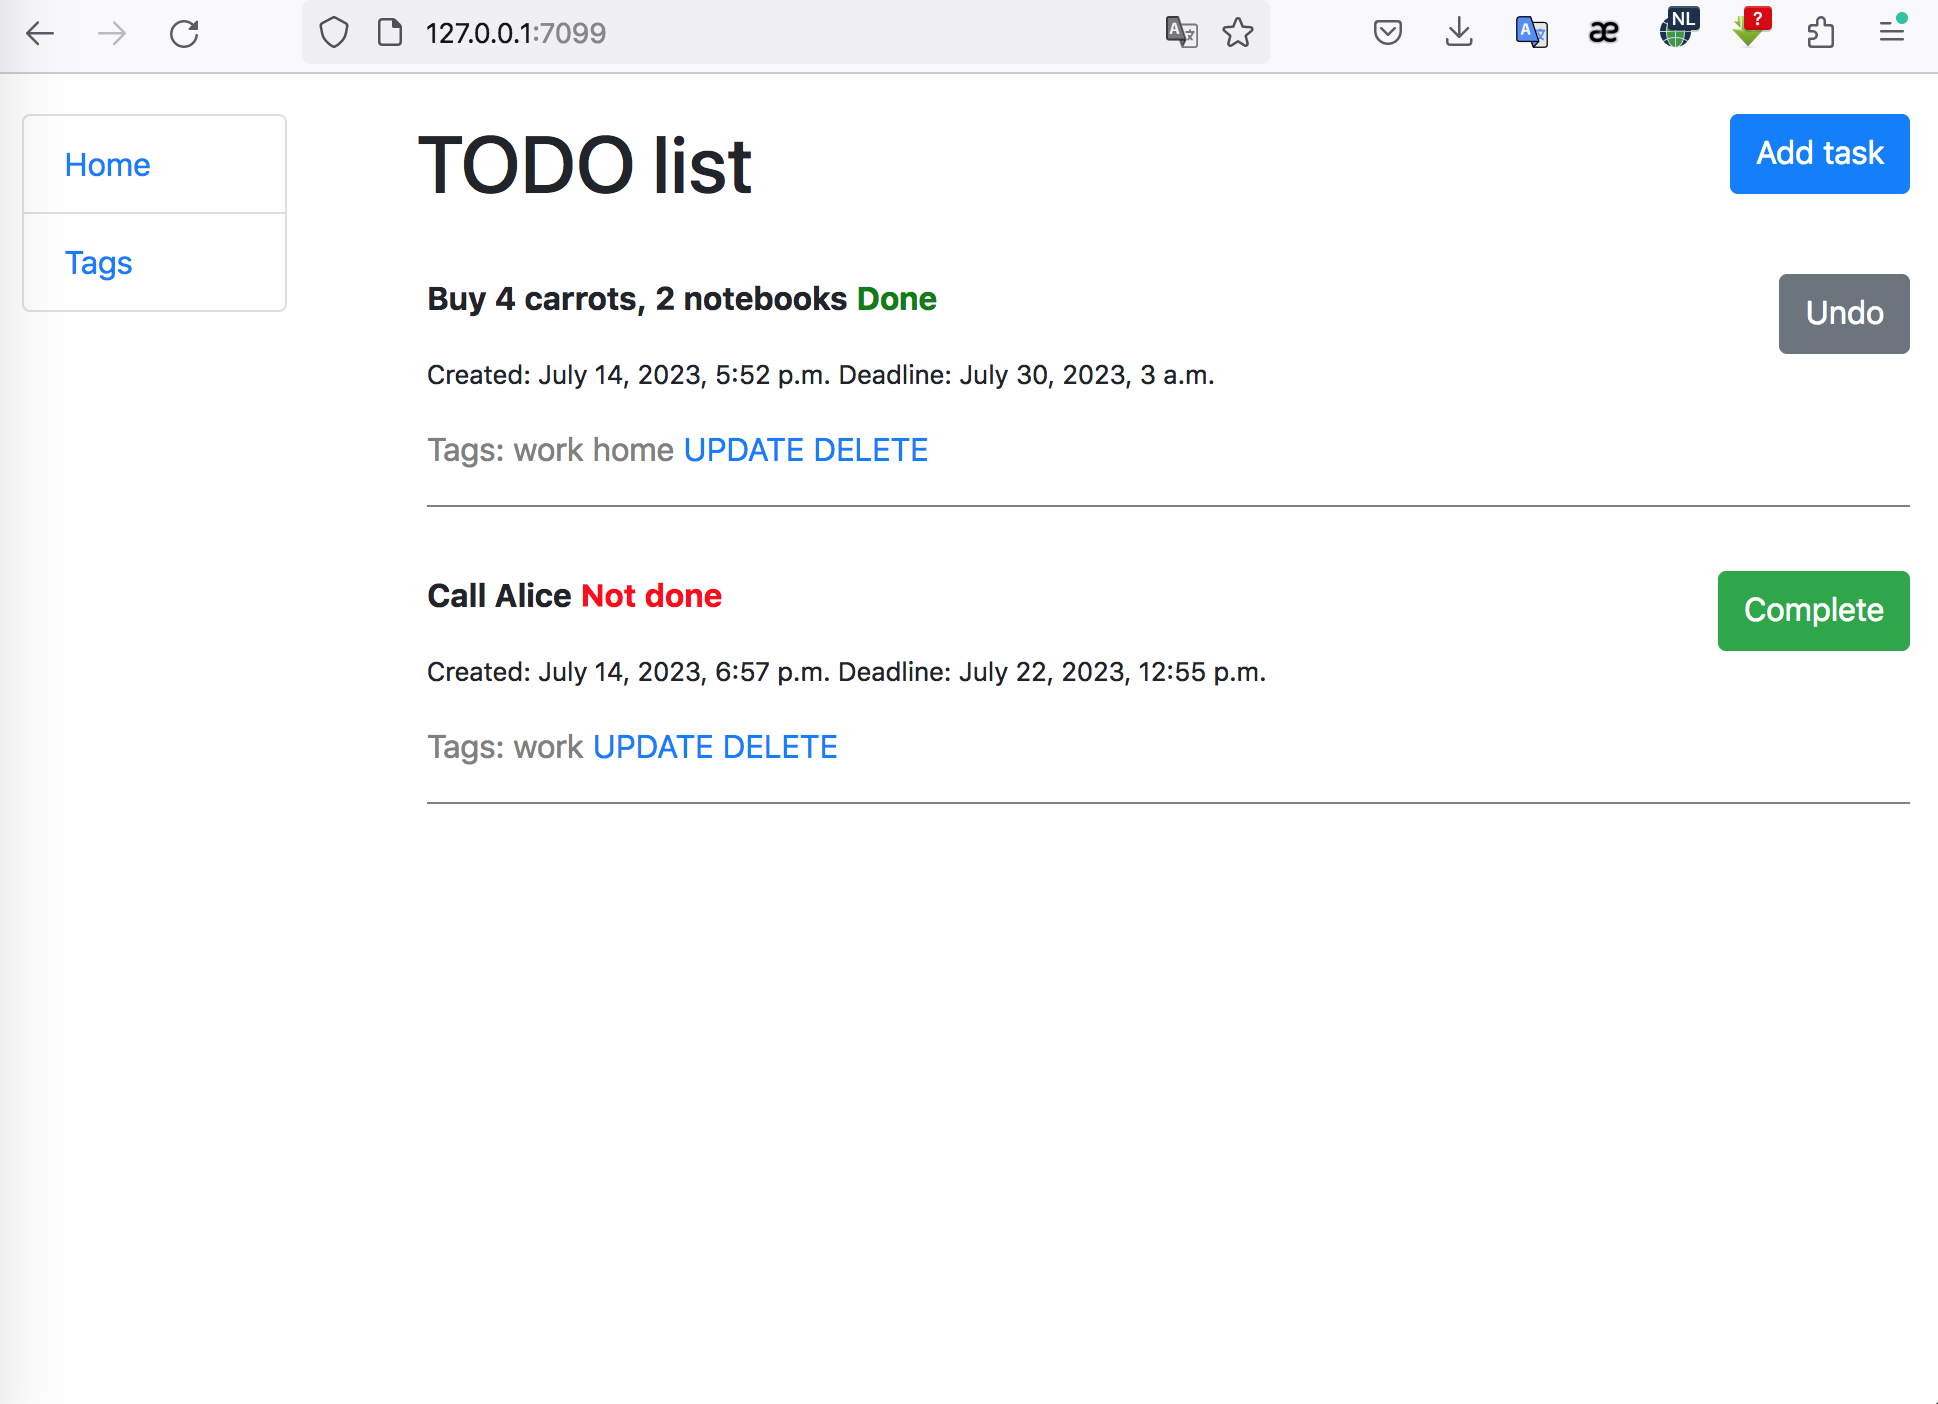 127.0.0.1:7099
NL
?
æ
Home
Tags
TODO list
Add task
Buy 4 carrots, 2 notebooks Done
Undo
Created: July 14, 2023, 5:52 p.m. Deadline: July 30, 2023, 3 a.m.
Tags: work home UPDATE DELETE
Call Alice Not done
Complete
Created: July 14, 2023, 6:57 p.m. Deadline: July 22, 2023, 12:55 p.m.
Tags: work UPDATE DELETE